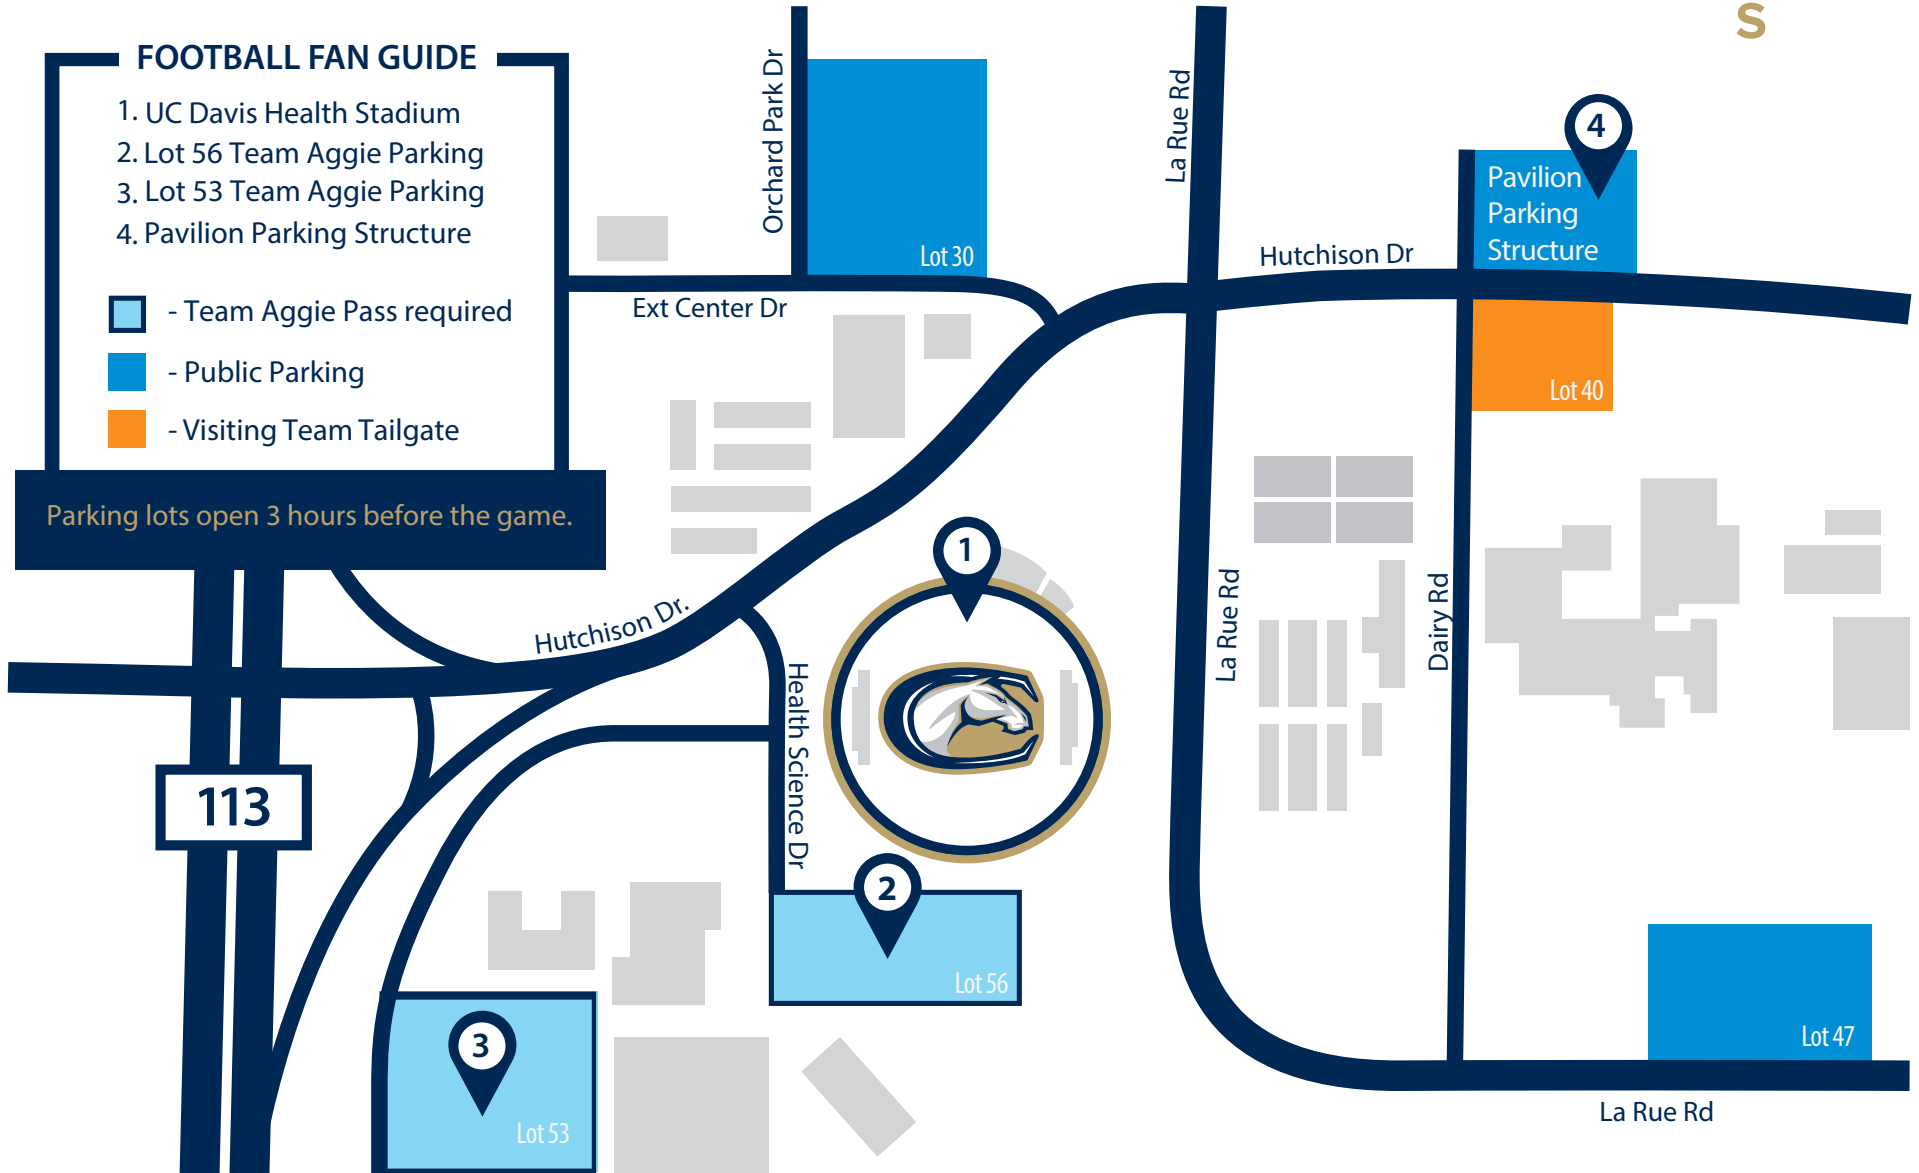 S
FOOTBALL FAN GUIDE
1. UC Davis Health Stadium
2. Lot 56 Team Aggie Parking
3. Lot 53 Team Aggie Parking
4. Pavilion Parking Structure
- Team Aggie Pass required
- Public Parking
- Visiting Team Tailgate
Parking lots open 3 hours before the game.
Orchard Park Dr
Lot 30
Ext Center Dr
La Rue Rd
Hutchison Dr
4
Pavilion
Parking
Structure
Lot 40
Hutchison Dr.
1
La Rue Rd
Dairy Rd
Health Science Dr
113
2
Lot 56
3
Lot 53
Lot 47
La Rue Rd